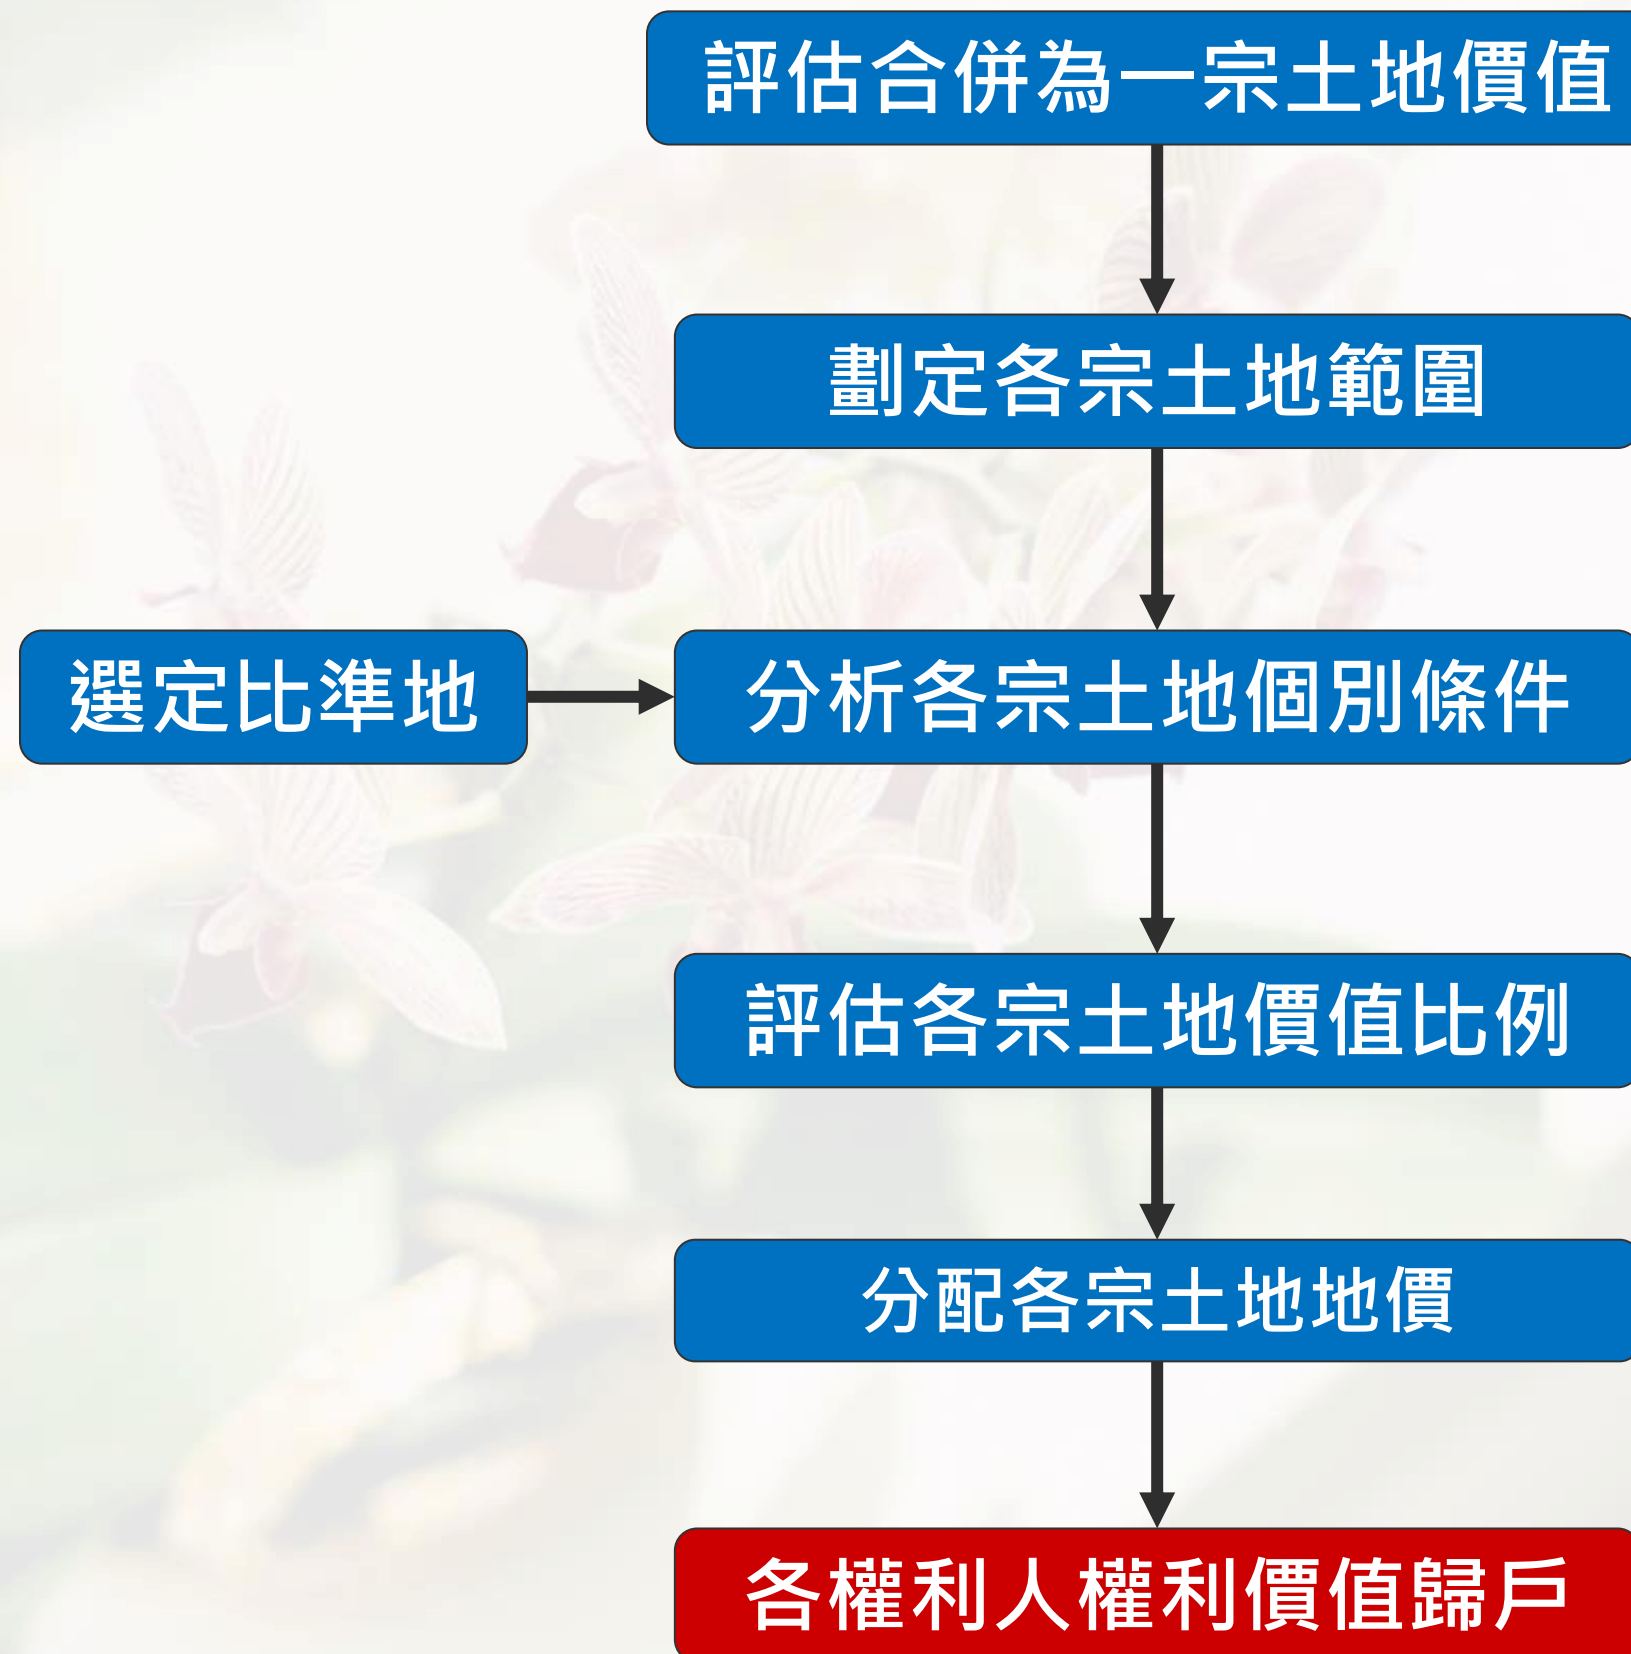 評估合併為一宗土地價值
劃定各宗土地範圍
選定比準地
分析各宗土地個別條件
評估各宗土地價值比例
分配各宗土地地價
各權利人權利價值歸戶